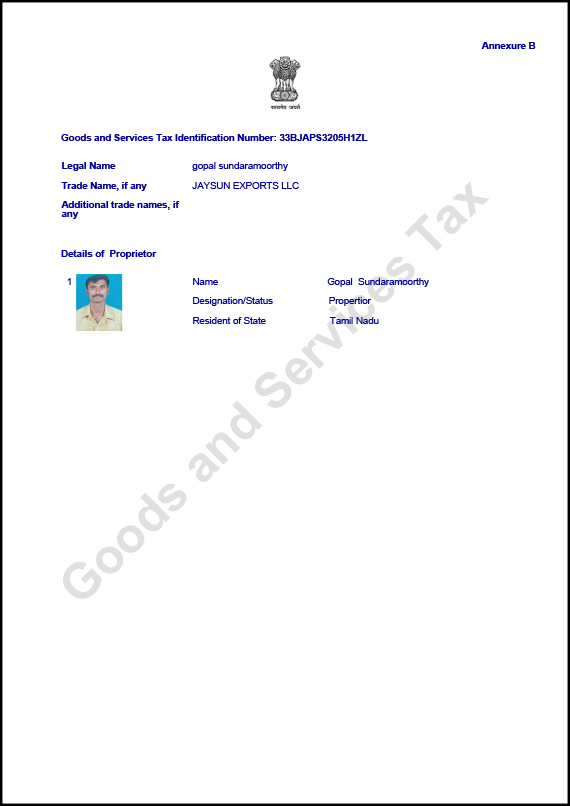 Annexure B
सत्यमेव जयते
Goods and Services Tax Identification Number: 33BJAPS3205H1ZL
Legal Name gopal sundaramoorthy
Trade Name, if any JAYSUN EXPORTS LLC
Additional trade names, if
any
Details of Proprietor
1 Name Gopal Sundaramoorthy
Designation/Status Propertior
Resident of State Tamil Nadu
Goods and Services Tax